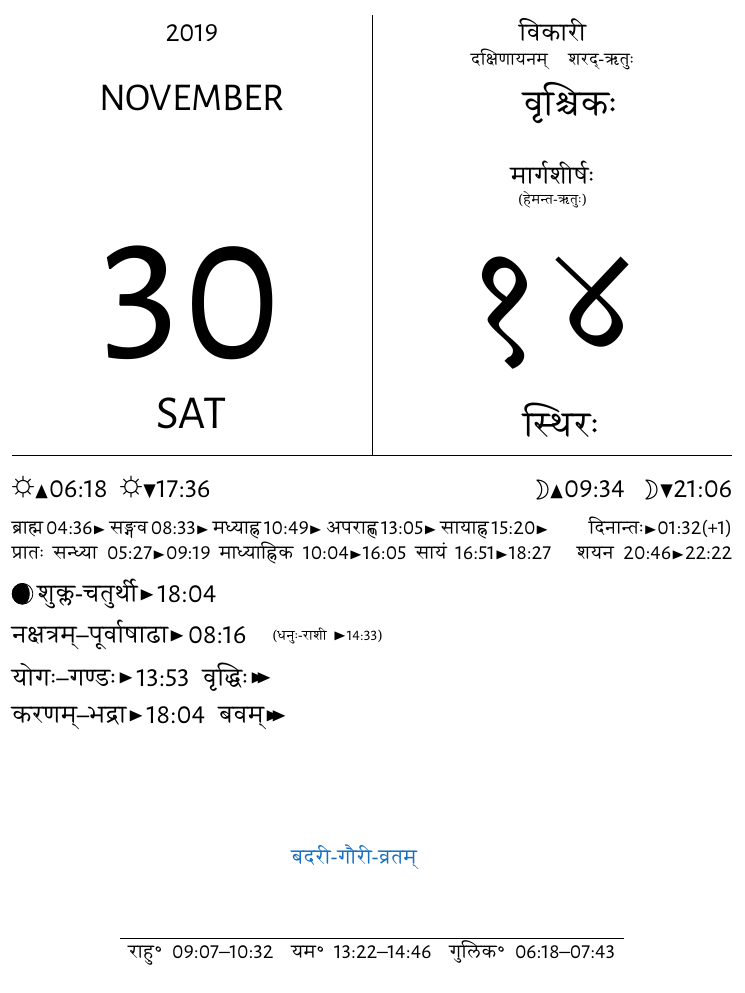 2019
NOVEMBER
30
SAT
विकारी
दक्षिणायनम् शरद्-ऋतुः
वृश्चिकः
मार्गशीर्षः
(हेमन्त-ऋतुः)
१४
स्थिरः
☼▲06:18 ☼▼17:36 ☽▲09:34 ☽▼21:06
ब्राह्म 04:36► सङ्गव 08:33► मध्याह्न 10:49► अपराह्ण 13:05► सायाह्न 15:20► दिनान्तः►01:32(+1)
प्रातः सन्ध्या 05:27►09:19 माध्याह्निक 10:04►16:05 सायं 16:51►18:27 शयन 20:46►22:22
शुक्ल-चतुर्थी►18:04
नक्षत्रम्–पूर्वाषाढा► 08:16 (धनुः-राशी ►14:33)
योगः–गण्डः►13:53 वृद्धिः►►
करणम्–भद्रा►18:04 बवम्►►
बदरी-गौरी-व्रतम्
राहु॰ 09:07–10:32 यम॰ 13:22–14:46 गुलिक॰ 06:18–07:43